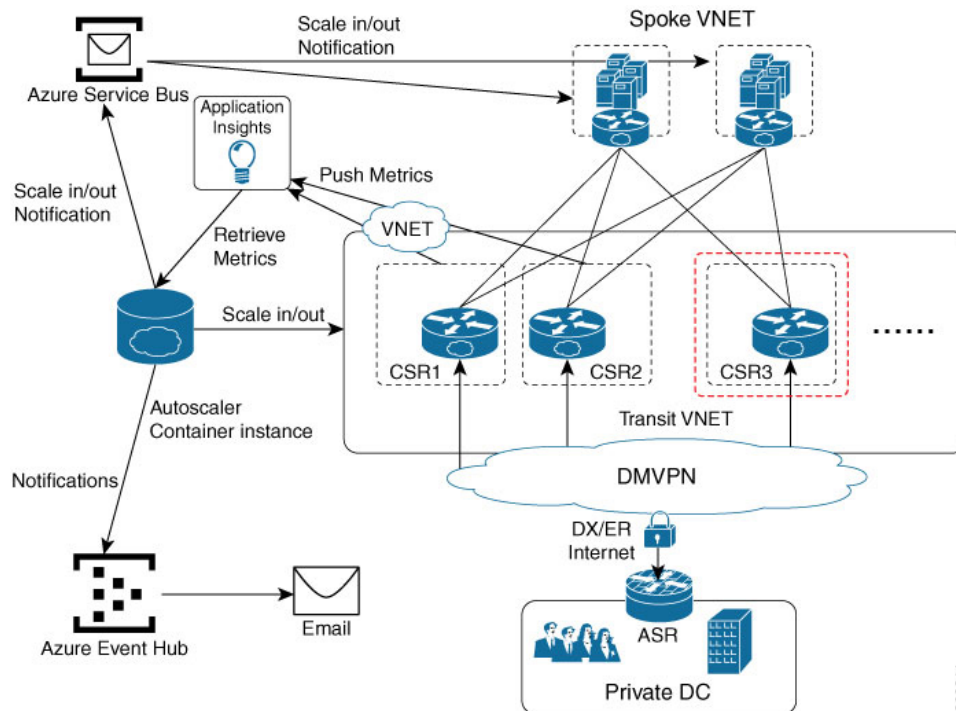 Scale in/out
Notification
Spoke VNET
Azure Service Bus
Application
Insights
Push Metrics
Scale in/out
Notification
VNET
Retrieve
Metrics
Scale in/out
CSR1
CSR2
CSR3
......
Transit VNET
Autoscaler
Container instance
Notifications
DMVPN
DX/ER
Internet
ASR
Email
Azure Event Hub
Private DC